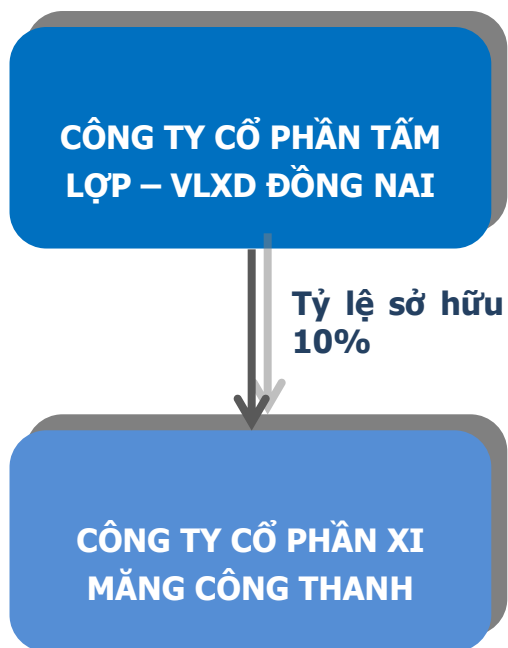 CÔNG TY CỔ PHẦN TẤM
LỢP – VLXD ĐỒNG NAI
Tỷ lệ sở hữu
10%
CÔNG TY CỔ PHẦN XI
MĂNG CÔNG THANH